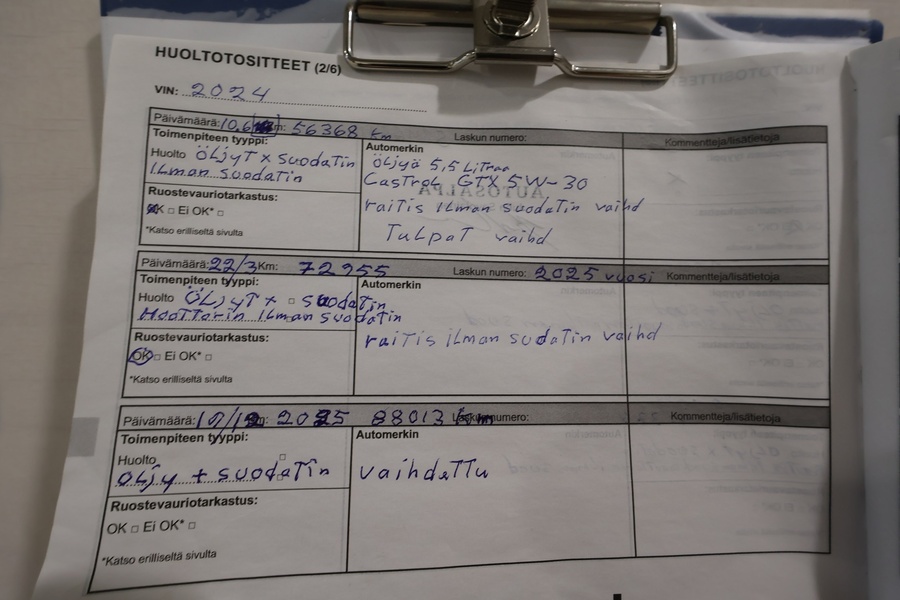 HUOLTOTOSITTEET (2/6)
VIN: 2024
Päivämäärä: 10.6 Km: 56368 km Laskun numero: Kommentteja/lisätietoja
Toimenpiteen tyyppi:
Huolto ÖLjyT x suodaTin
ILman suodaTin
Ruostevauriotarkastus:
OK □ Ei OK* □
*Katso erilliseltä sivulta
Automerkin
ÖLjyä 5,5 LiTraa
CasTroL GTX 5W-30
raiTis ILman suodaTin vaihd
TuLpaT vaihd
Päivämäärä: 22/3 Km: 72955 Laskun numero: 2025 vuosi Kommentteja/lisätietoja
Toimenpiteen tyyppi:
Huolto ÖLjyT + □ suodaTin
MooTTorin ILman suodaTin
Ruostevauriotarkastus:
OK □ Ei OK* □
*Katso erilliseltä sivulta
Automerkin
raiTis iLman suodaTin vaihd
Päivämäärä: 2025 88013 km Laskun numero: Kommentteja/lisätietoja
Toimenpiteen tyyppi:
Huolto
öLjy + suodaTin
Ruostevauriotarkastus:
OK □ Ei OK* □
*Katso erilliseltä sivulta
Automerkin
vaihdeTTu